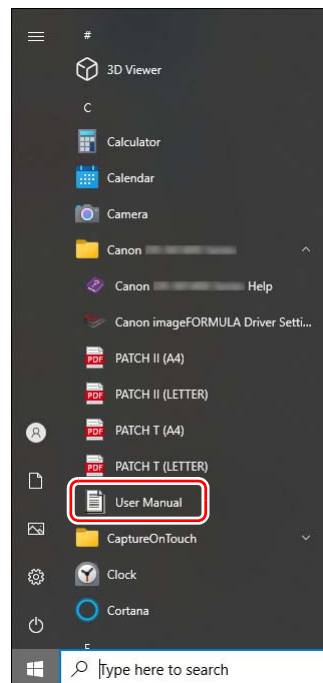 #
3D Viewer
C
Calculator
Calendar
Camera
Canon
Canon Help
Canon imageFORMULA Driver Setti...
PATCH II (A4)
PATCH II (LETTER)
PATCH T (A4)
PATCH T (LETTER)
User Manual
CaptureOnTouch
Clock
Cortana
Type here to search